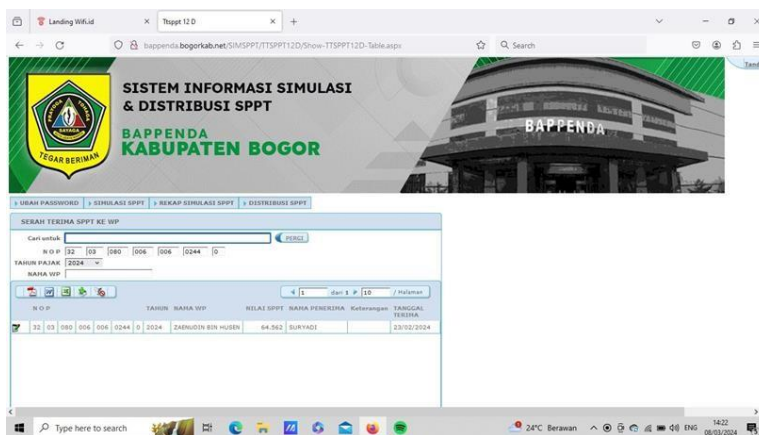 Landing Wifi.id
Ttsppt 12 D
bappenda.bogorkab.net/SIMSPPT/TTSPPT12D/Show-TTSPPT12D-Table.aspx
Search
Tand
SISTEM INFORMASI SIMULASI
& DISTRIBUSI SPPT
BAPPENDA
KABUPATEN BOGOR
TEGAR BERIMAN
BAPPENDA
UBAH PASSWORD
SIMULASI SPPT
REKAP SIMULASI SPPT
DISTRIBUSI SPPT
SERAH TERIMA SPPT KE WP
Cari untuk
PERGI
N O P 32 03 080 006 006 0244 0
TAHUN PAJAK 2024
NAMA WP
1 dari 1 10 / Halaman
N O P TAHUN NAMA WP NILAI SPPT NAMA PENERIMA Keterangan TANGGAL TERIMA
32 03 080 006 006 0244 0 2024 ZAENUDIN BIN HUSEN 64.562 SURYADI 23/02/2024
Type here to search
24°C Berawan
ENG
14:22
08/03/2024